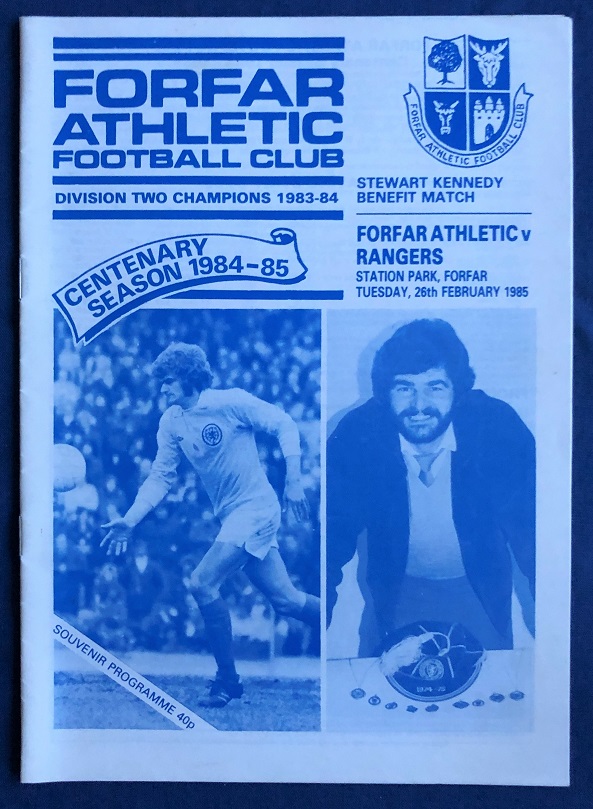 FORFAR
ATHLETIC
FOOTBALL CLUB
DIVISION TWO CHAMPIONS 1983-84
CENTENARY
SEASON 1984-85
FORFAR ATHLETIC FOOTBALL CLUB
STEWART KENNEDY
BENEFIT MATCH
FORFAR ATHLETIC v
RANGERS
STATION PARK, FORFAR
TUESDAY, 26th FEBRUARY 1985
SOUVENIR PROGRAMME 40p